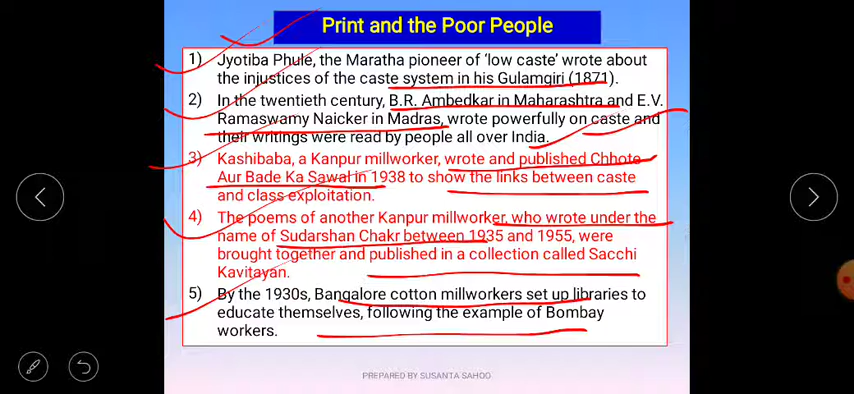 Print and the Poor People
1) Jyotiba Phule, the Maratha pioneer of 'low caste' wrote about
the injustices of the caste system in his Gulamgiri (1871).
2) In the twentieth century, B.R. Ambedkar in Maharashtra and E.V.
Ramaswamy Naicker in Madras, wrote powerfully on caste and
their writings were read by people all over India.
3) Kashibaba, a Kanpur millworker, wrote and published Chhote
Aur Bade Ka Sawal in 1938 to show the links between caste
and class exploitation.
4) The poems of another Kanpur millworker, who wrote under the
name of Sudarshan Chakr between 1935 and 1955, were
brought together and published in a collection called Sacchi
Kavitayan.
5) By the 1930s, Bangalore cotton millworkers set up libraries to
educate themselves, following the example of Bombay
workers.
PREPARED BY SUSANTA SAHOO